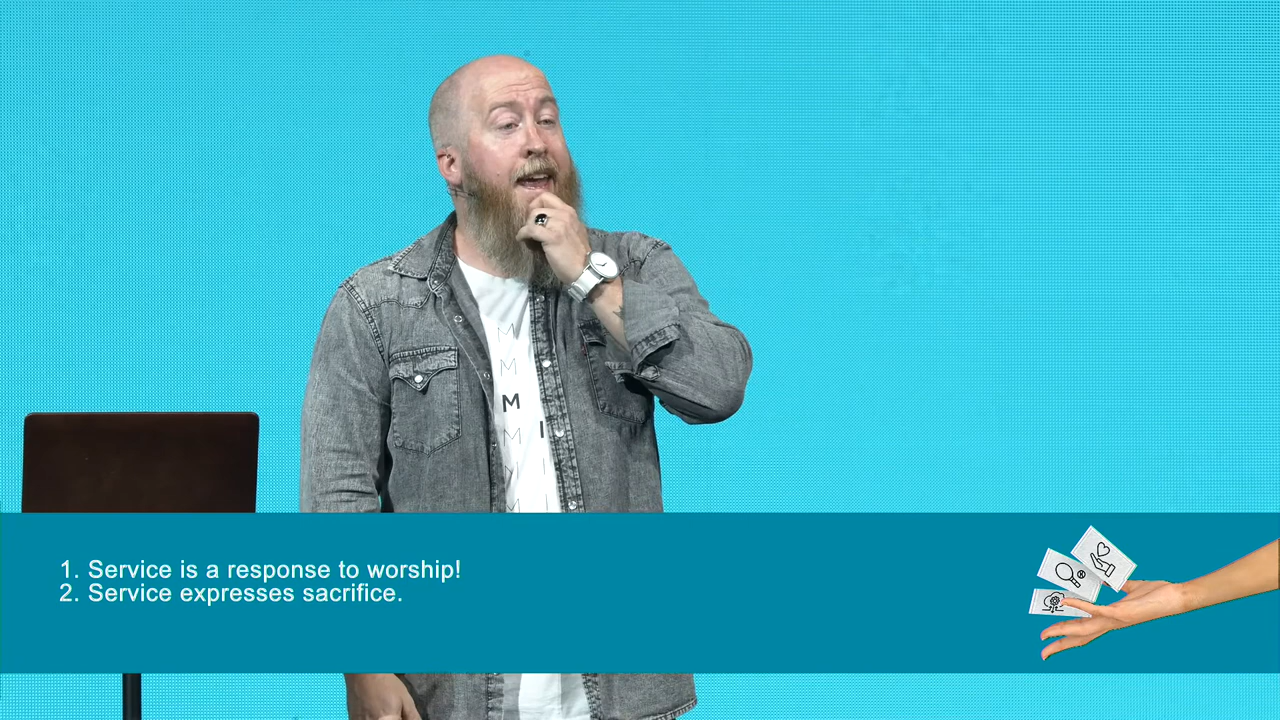 M
M
M
M I
M I
M I
1. Service is a response to worship!
2. Service expresses sacrifice.